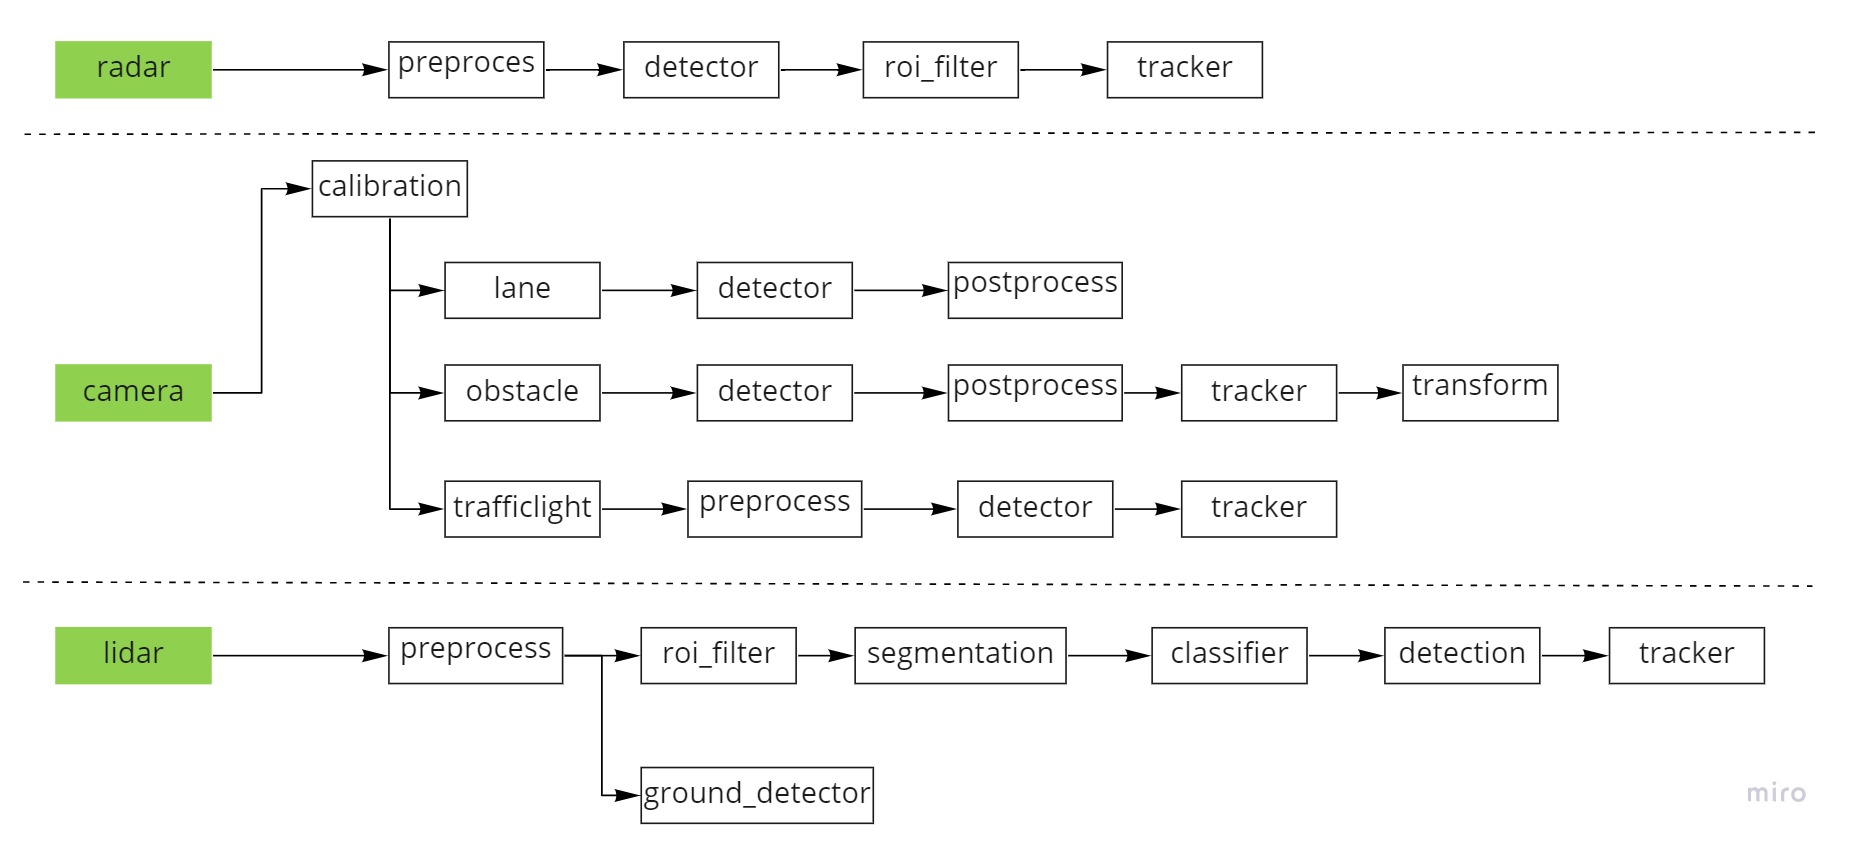 radar
preproces
detector
roi_filter
tracker
calibration
lane
detector
postprocess
camera
obstacle
detector
postprocess
tracker
transform
trafficlight
preprocess
detector
tracker
lidar
preprocess
roi_filter
segmentation
classifier
detection
tracker
ground_detector
miro